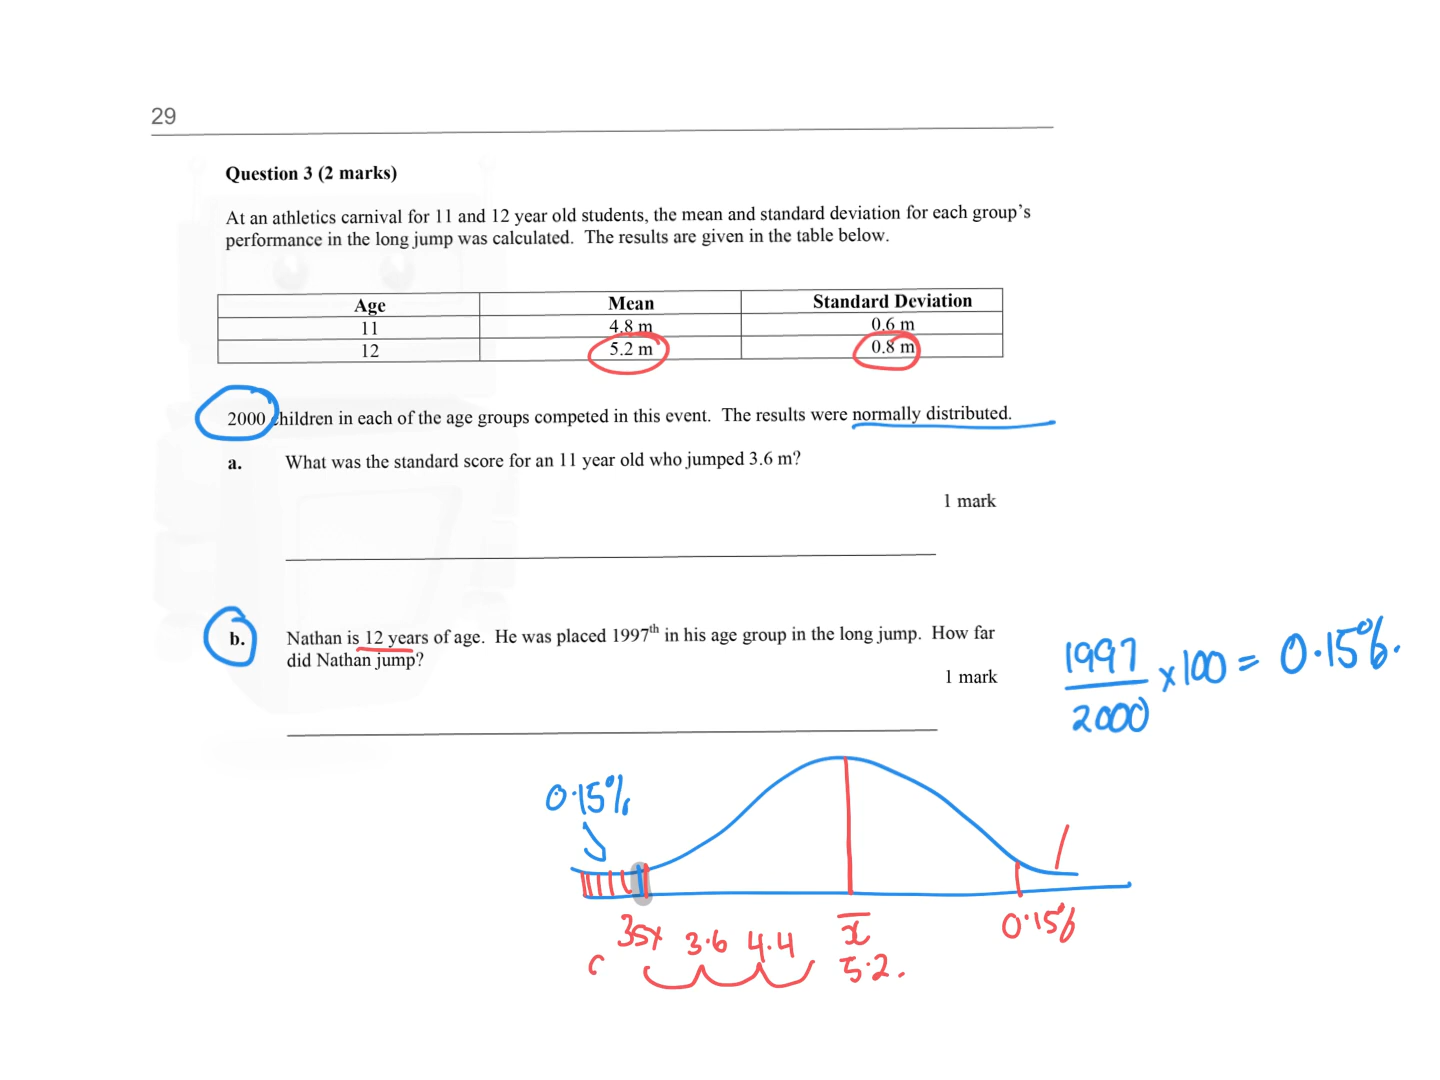 29
Question 3 (2 marks)
At an athletics carnival for 11 and 12 year old students, the mean and standard deviation for each group's
performance in the long jump was calculated. The results are given in the table below.
Age Mean Standard Deviation
11 4.8 m 0.6 m
12 5.2 m 0.8 m
2000 children in each of the age groups competed in this event. The results were normally distributed.
a. What was the standard score for an 11 year old who jumped 3.6 m?
1 mark
b. Nathan is 12 years of age. He was placed 1997th in his age group in the long jump. How far
did Nathan jump?
1 mark
1997
2000
×100 = 0.15%.
0.15%
0.15%
3.6 4.4 x̄
5.2.